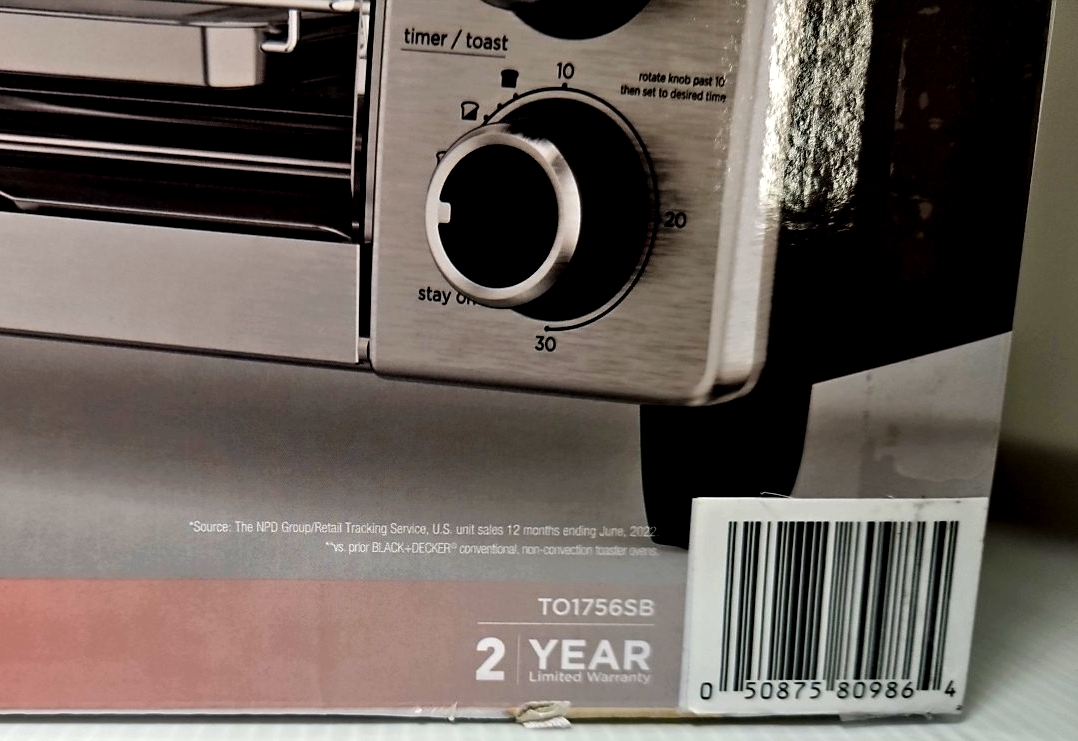 timer / toast
10
rotate knob past 10
then set to desired time
20
stay on
30
*Source: The NPD Group/Retail Tracking Service, U.S. unit sales 12 months ending June, 2022
**vs. prior BLACK+DECKER® conventional, non-convection toaster ovens.
TO1756SB
2 YEAR
Limited Warranty
0 50875 80986 4